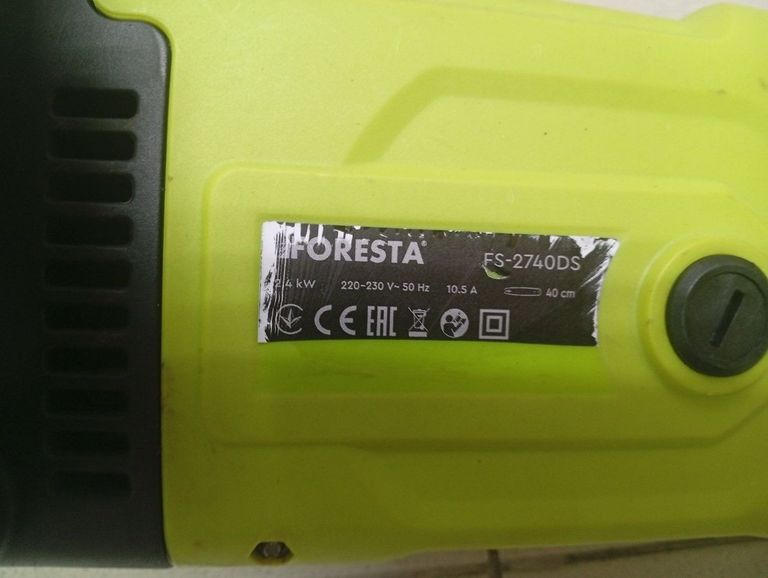 FORESTA® FS-2740DS
2.4 kW 220-230 V~ 50 Hz 10.5 A 40 cm
CE EAC